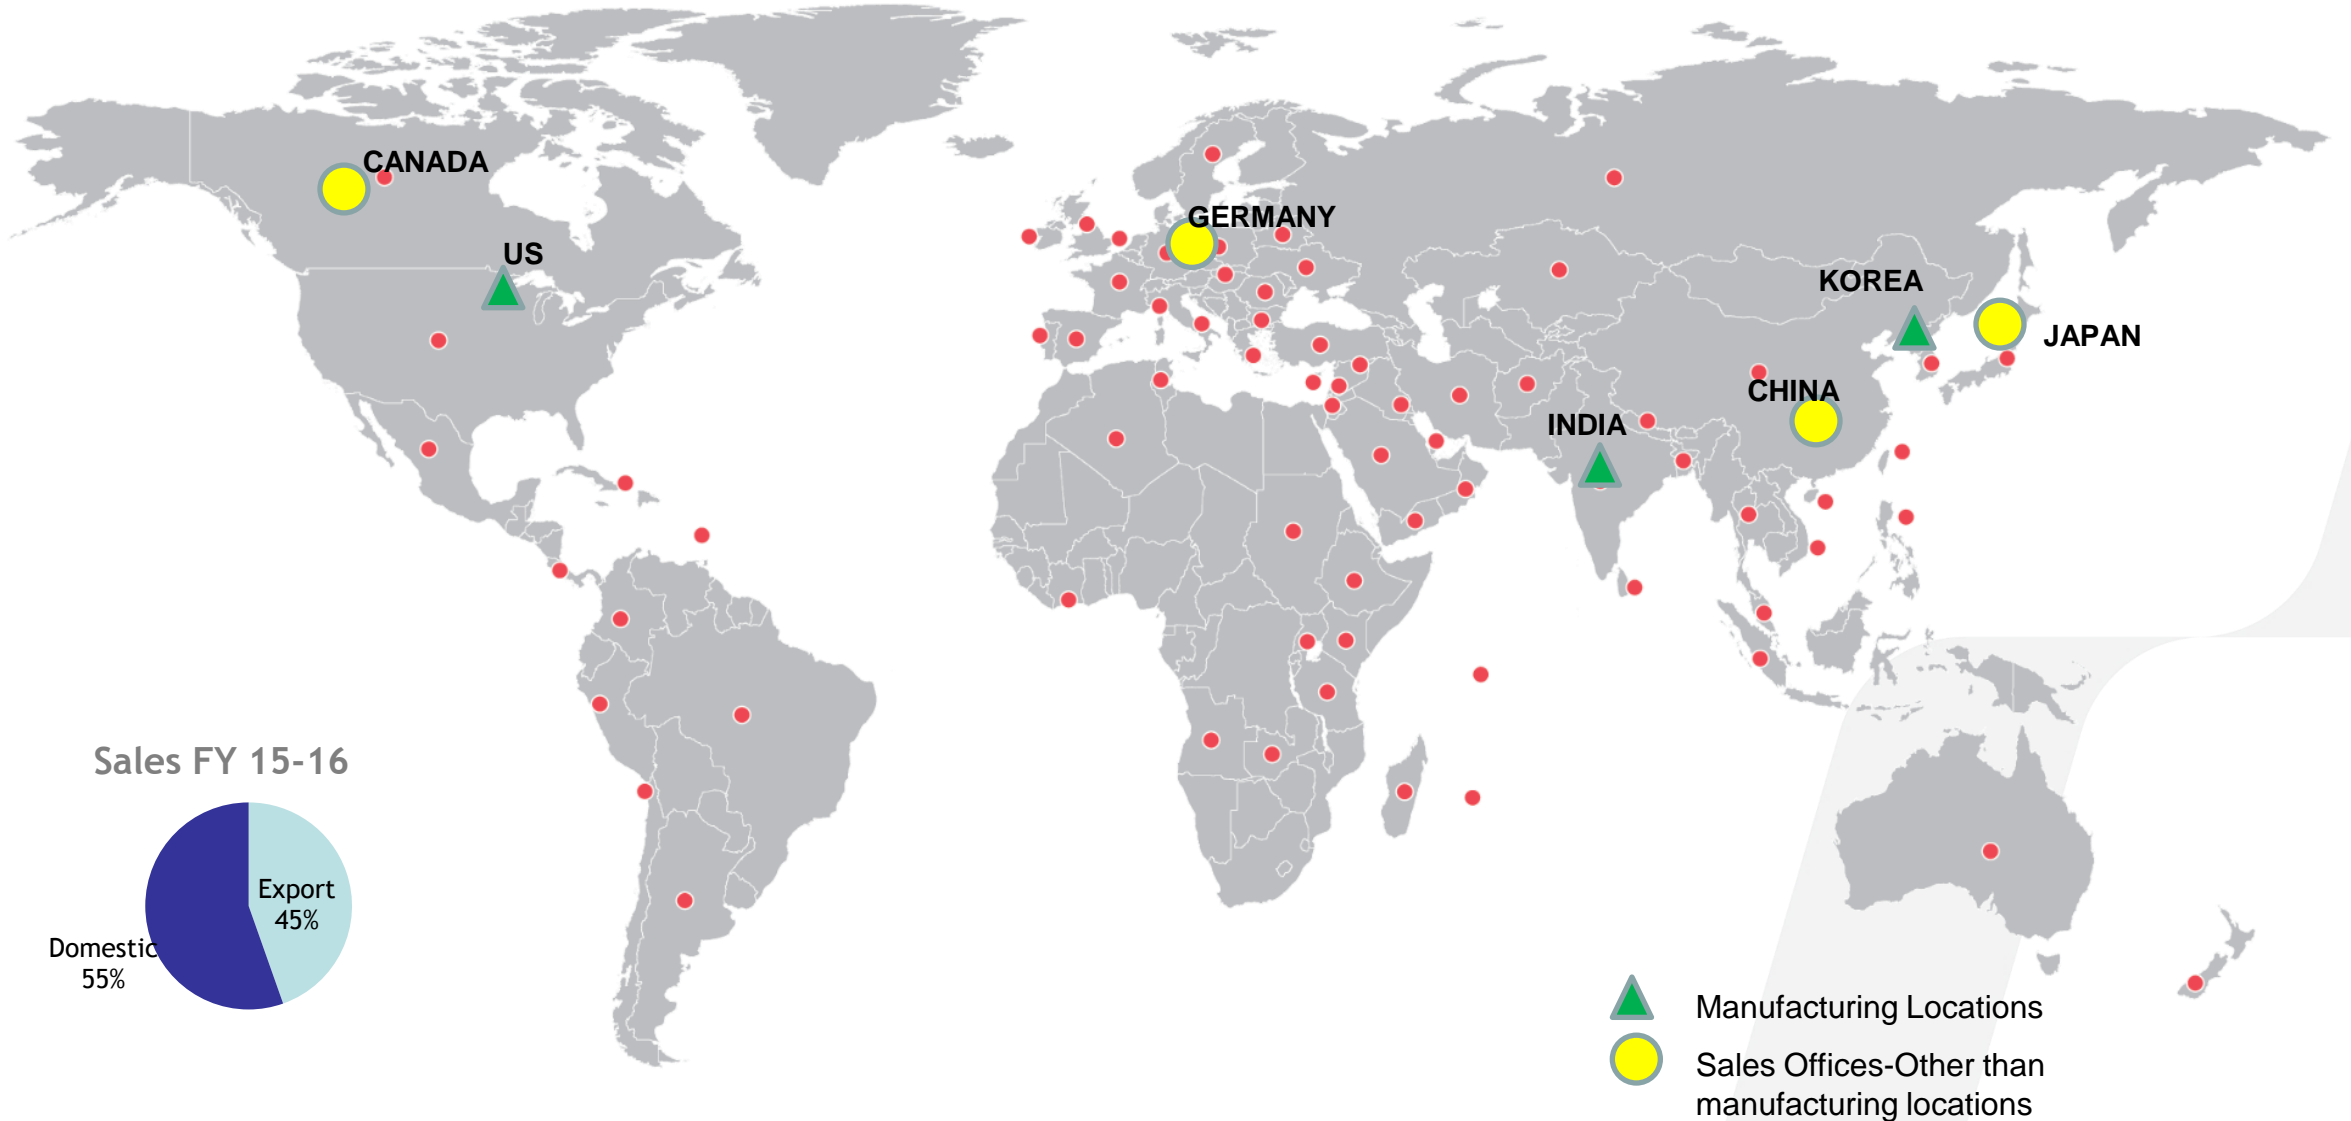 CANADA
US
GERMANY
KOREA
JAPAN
CHINA
INDIA
Sales FY 15-16
Export
45%
Domestic
55%
Manufacturing Locations
Sales Offices-Other than
manufacturing locations